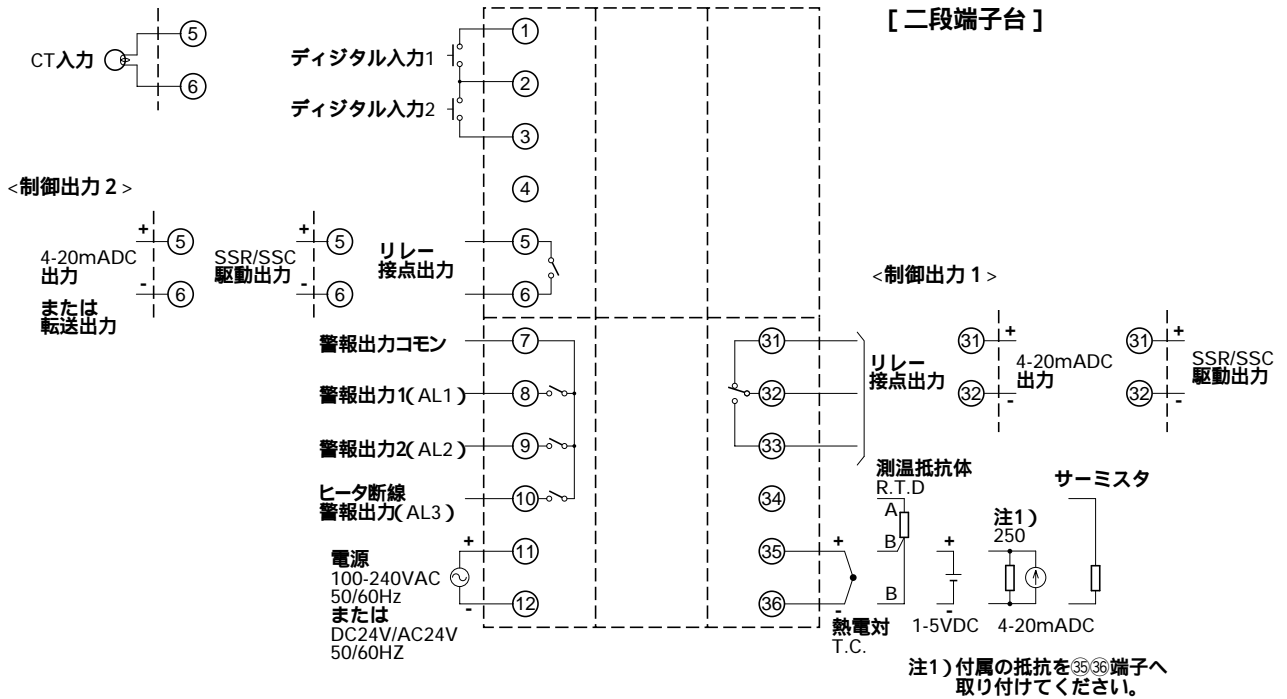 [ 二段端子台 ]
CT入力
⑤
⑥
ディジタル入力1
ディジタル入力2
①
②
③
④
<制御出力 2 >
+
-
4-20mADC
出力
または
転送出力
⑤
⑥
+
-
SSR/SSC
駆動出力
⑤
⑥
リレー
接点出力
⑤
⑥
警報出力コモン
⑦
警報出力1( AL1 )
⑧
警報出力2( AL2 )
⑨
ヒータ断線
警報出力( AL3 )
⑩
電源
100-240VAC
50/60Hz
または
DC24V/AC24V
50/60HZ
+
-
⑪
⑫
<制御出力 1 >
㉛
㉜
㉝
リレー
接点出力
㉛
㉜
+
-
4-20mADC
出力
㉛
㉜
+
-
SSR/SSC
駆動出力
㉞
㉟
㊱
+
-
熱電対
T.C.
測温抵抗体
R.T.D
A
B
B
+
-
1-5VDC
注1)
250
4-20mADC
サーミスタ
注1) 付属の抵抗を㉟㊱端子へ
取り付けてください。